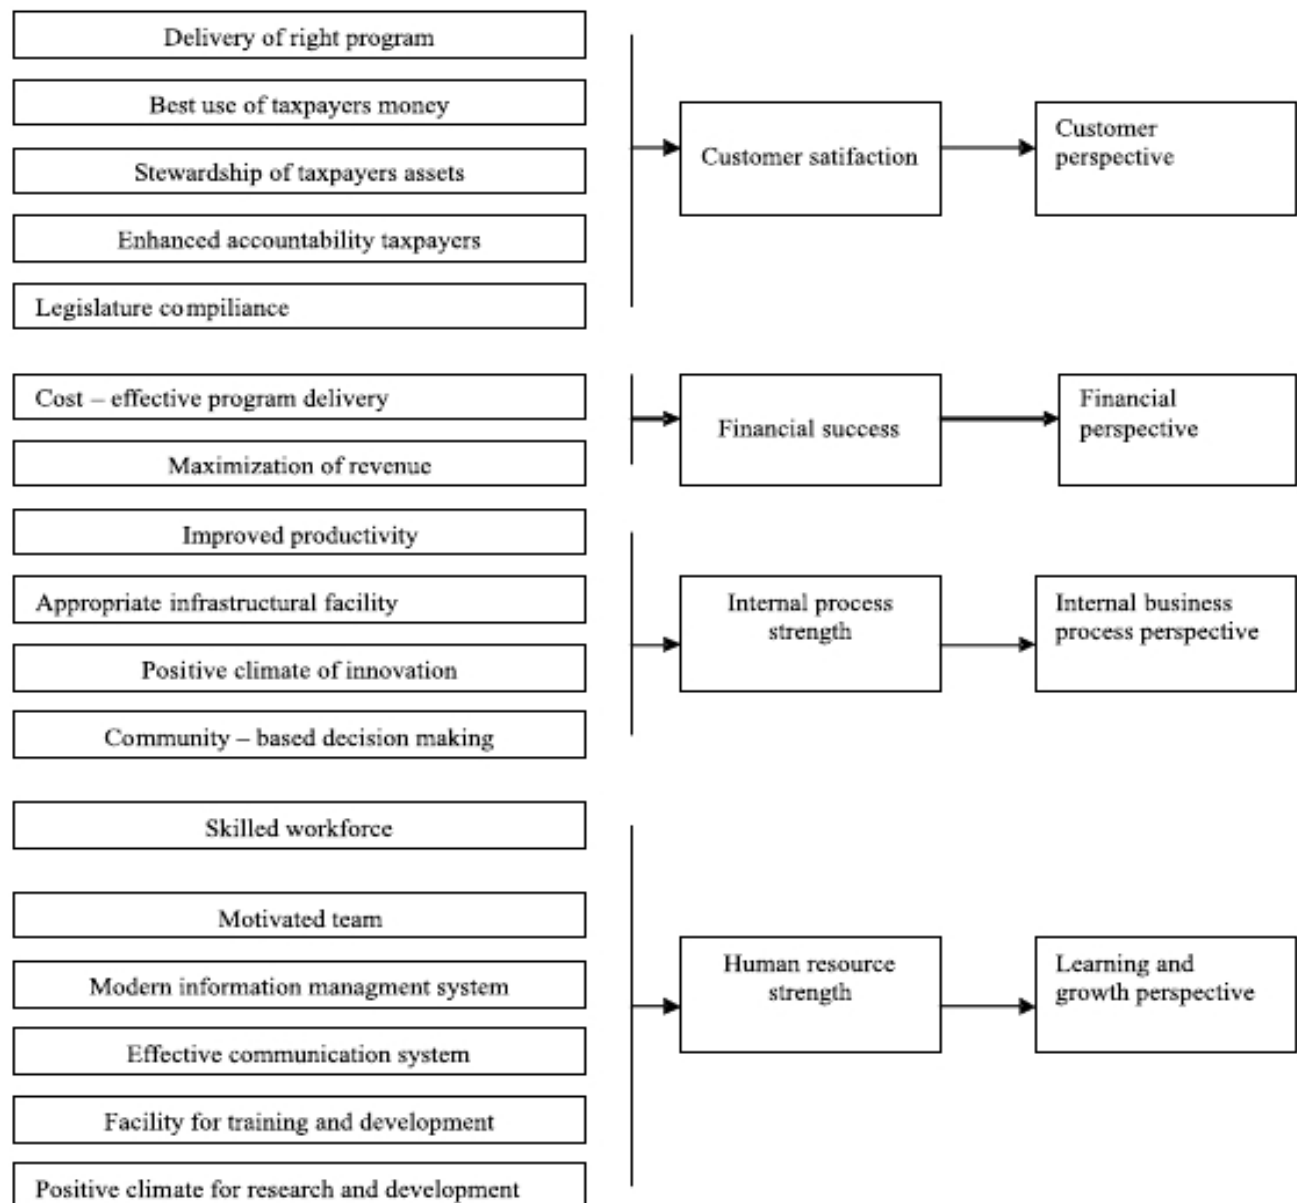 Delivery of right program
Best use of taxpayers money
Stewardship of taxpayers assets
Enhanced accountability taxpayers
Legislature compiliance
Customer satifaction
Customer
perspective
Cost – effective program delivery
Maximization of revenue
Financial success
Financial
perspective
Improved productivity
Appropriate infrastructural facility
Positive climate of innovation
Community – based decision making
Internal process
strength
Internal business
process perspective
Skilled workforce
Motivated team
Modern information managment system
Effective communication system
Facility for training and development
Positive climate for research and development
Human resource
strength
Learning and
growth perspective